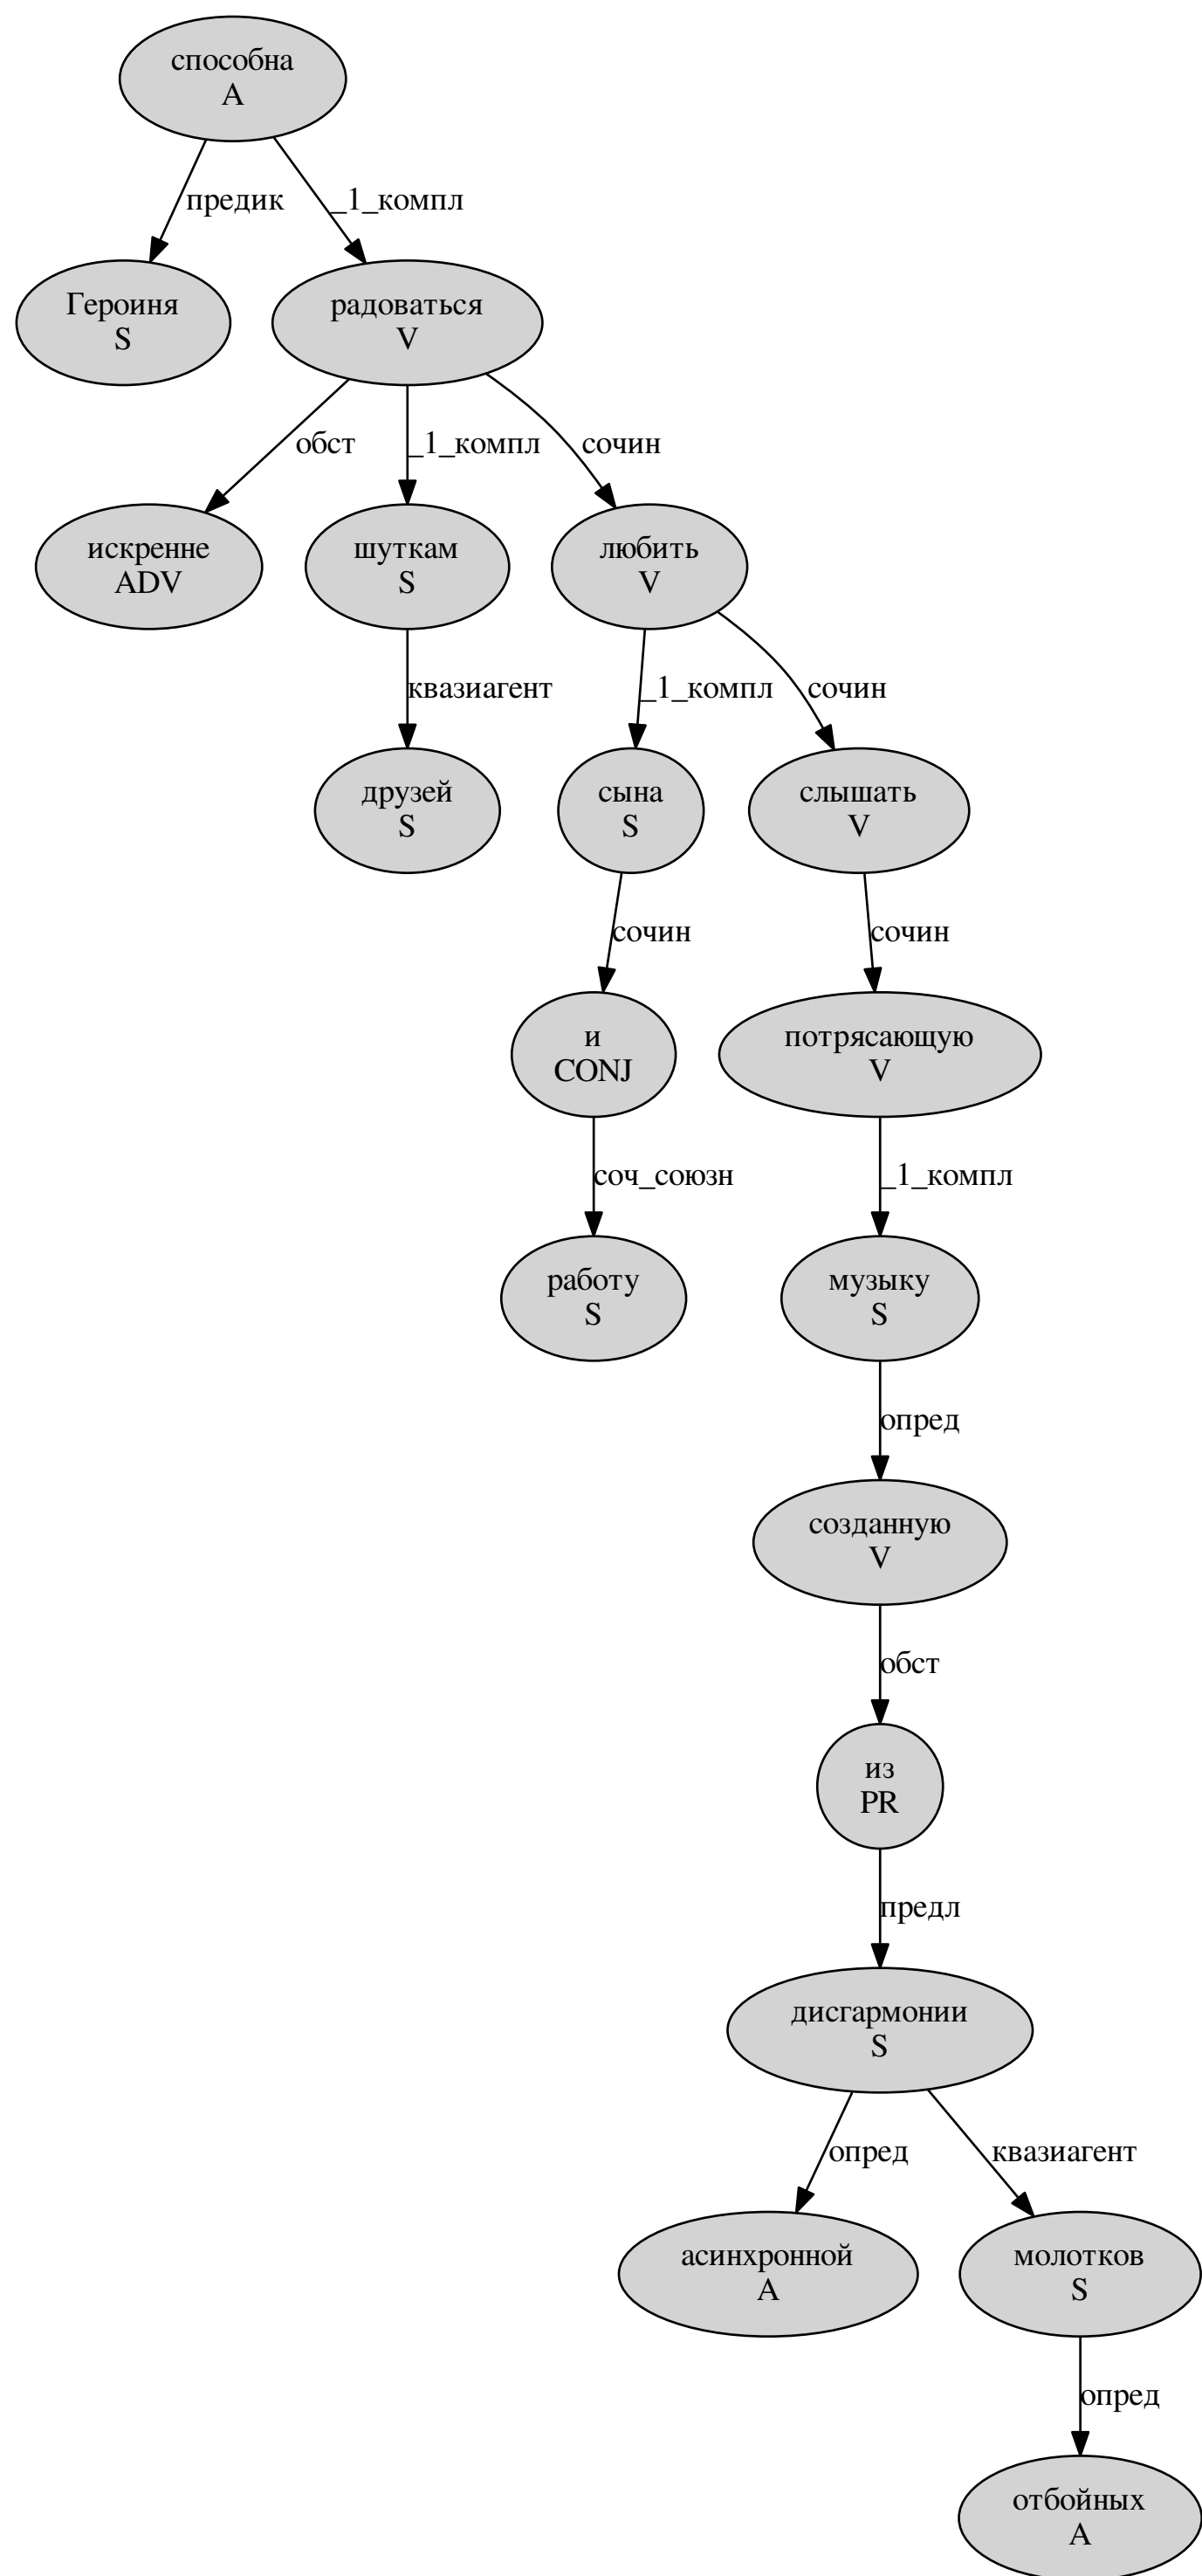 способна
A
предик
_1_компл
Героиня
S
радоваться
V
обст
_1_компл
сочин
искренне
ADV
шуткам
S
любить
V
квазиагент
_1_компл
сочин
друзей
S
сына
S
слышать
V
сочин
сочин
и
CONJ
потрясающую
V
соч_союзн
_1_компл
работу
S
музыку
S
опред
созданную
V
обст
из
PR
предл
дисгармонии
S
опред
квазиагент
асинхронной
A
молотков
S
опред
отбойных
A